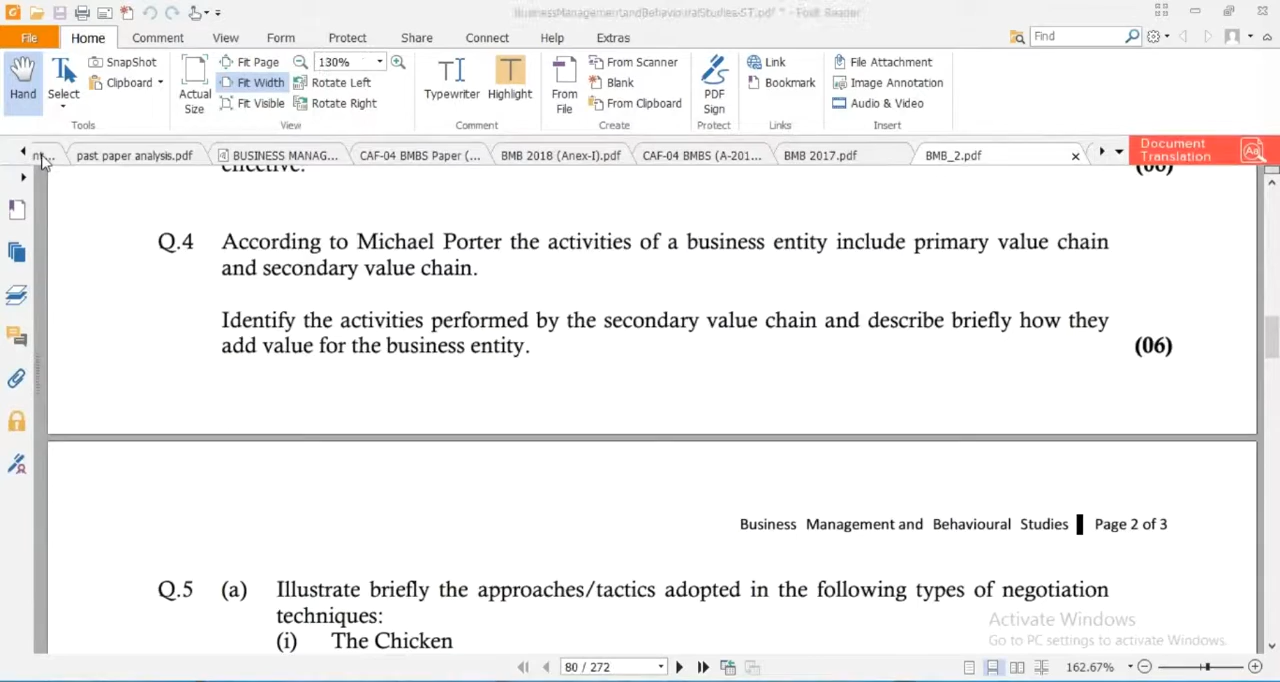 BusinessManagementandBehaviouralStudies-ST.pdf * - Foxit Reader
File Home Comment View Form Protect Share Connect Help Extras Find
Hand Select SnapShot Clipboard Actual Size Fit Page Fit Width Fit Visible 130% Rotate Left Rotate Right Typewriter Highlight From File From Scanner Blank From Clipboard PDF Sign Link Bookmark File Attachment Image Annotation Audio & Video
Tools View Comment Create Protect Links Insert
past paper analysis.pdf BUSINESS MANAG... CAF-04 BMBS Paper (... BMB 2018 (Anex-I).pdf CAF-04 BMBS (A-201... BMB 2017.pdf BMB_2.pdf Document Translation
effective. (06)
Q.4 According to Michael Porter the activities of a business entity include primary value chain
and secondary value chain.
Identify the activities performed by the secondary value chain and describe briefly how they
add value for the business entity. (06)
Business Management and Behavioural Studies Page 2 of 3
Q.5 (a) Illustrate briefly the approaches/tactics adopted in the following types of negotiation
techniques:
(i) The Chicken
Activate Windows
Go to PC settings to activate Windows.
80 / 272 162.67%